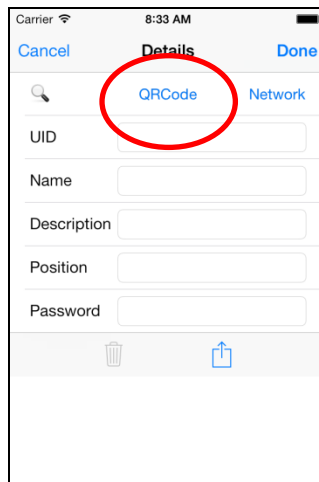 Carrier 8:33 AM
Cancel Details Done
QRCode Network
UID
Name
Description
Position
Password